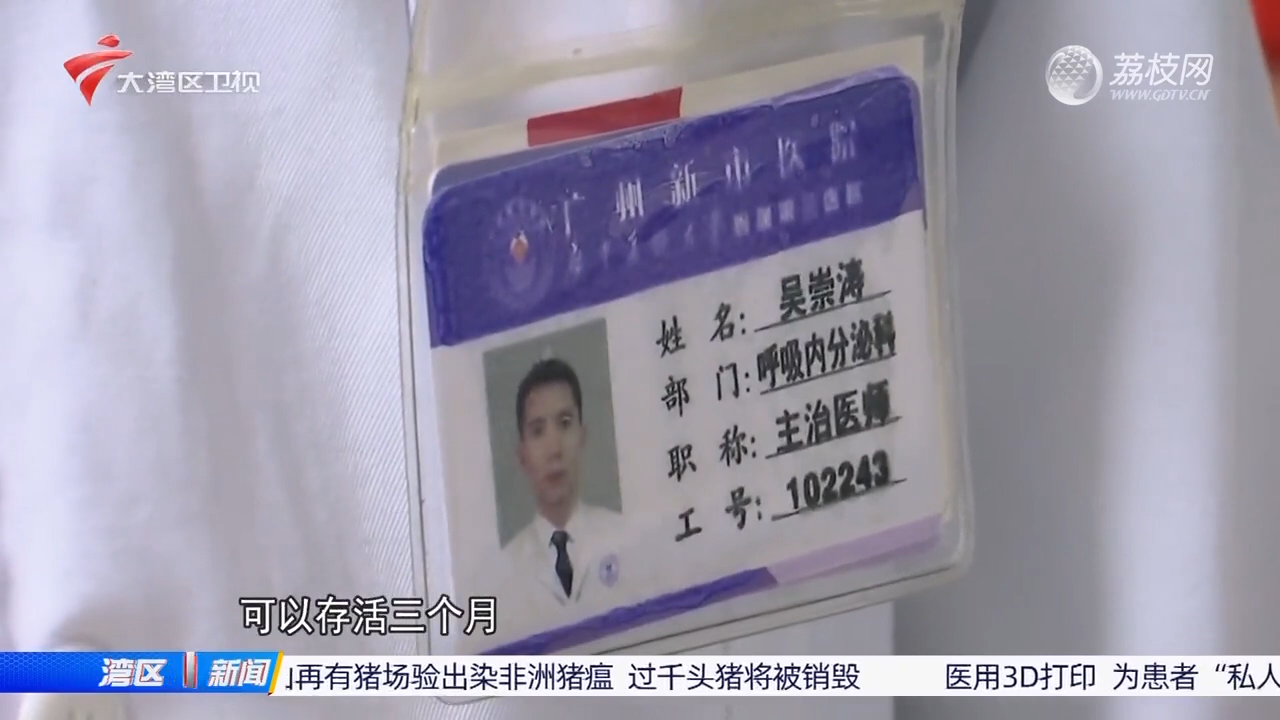 大湾区卫视
荔枝网
WWW.GDTV.CN
广州新市医院
姓 名: 吴崇涛
部 门: 呼吸内分泌科
职 称: 主治医师
工 号: 102243
可以存活三个月
湾区 新闻
再有猪场验出染非洲猪瘟 过千头猪将被销毁 医用3D打印 为患者“私人